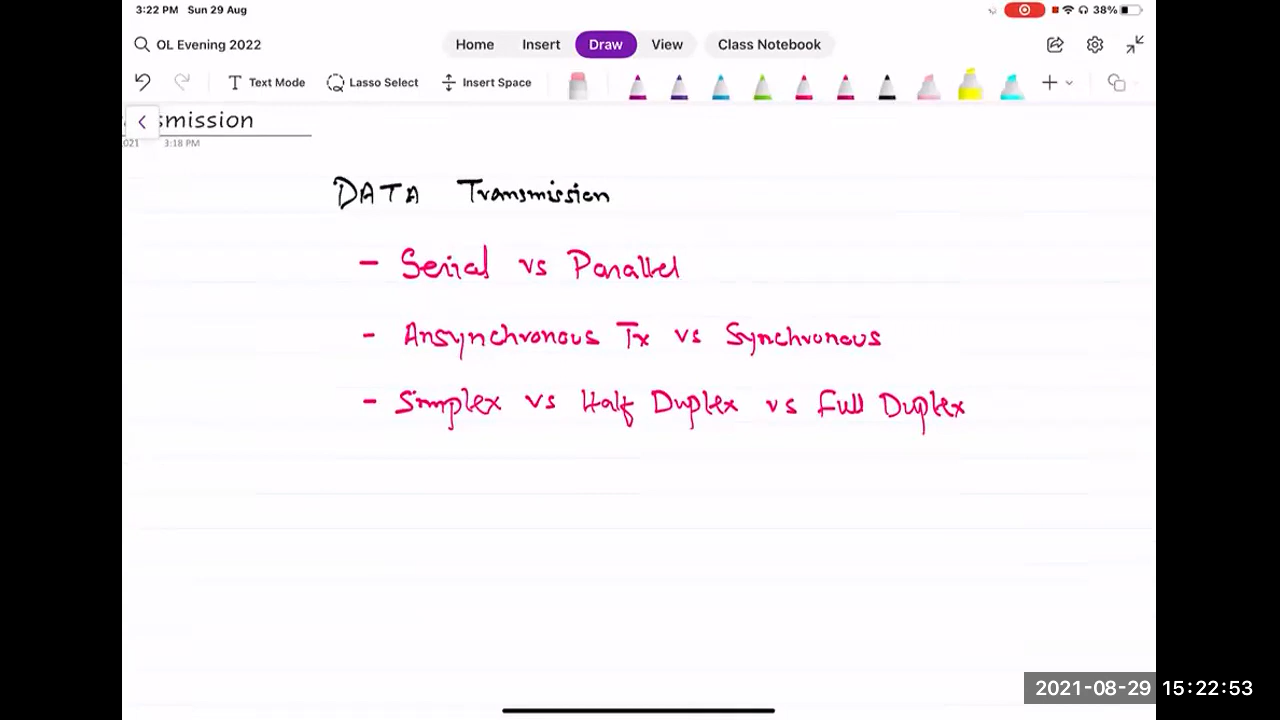 3:22 PM Sun 29 Aug 38%
OL Evening 2022
Home Insert Draw View Class Notebook
Text Mode Lasso Select Insert Space
smission
021 3:18 PM
DATA Transmission
- Serial vs Parallel
- Ansynchronous Tx vs Synchronous
- Simplex vs Half Duplex vs Full Duplex
2021-08-29 15:22:53